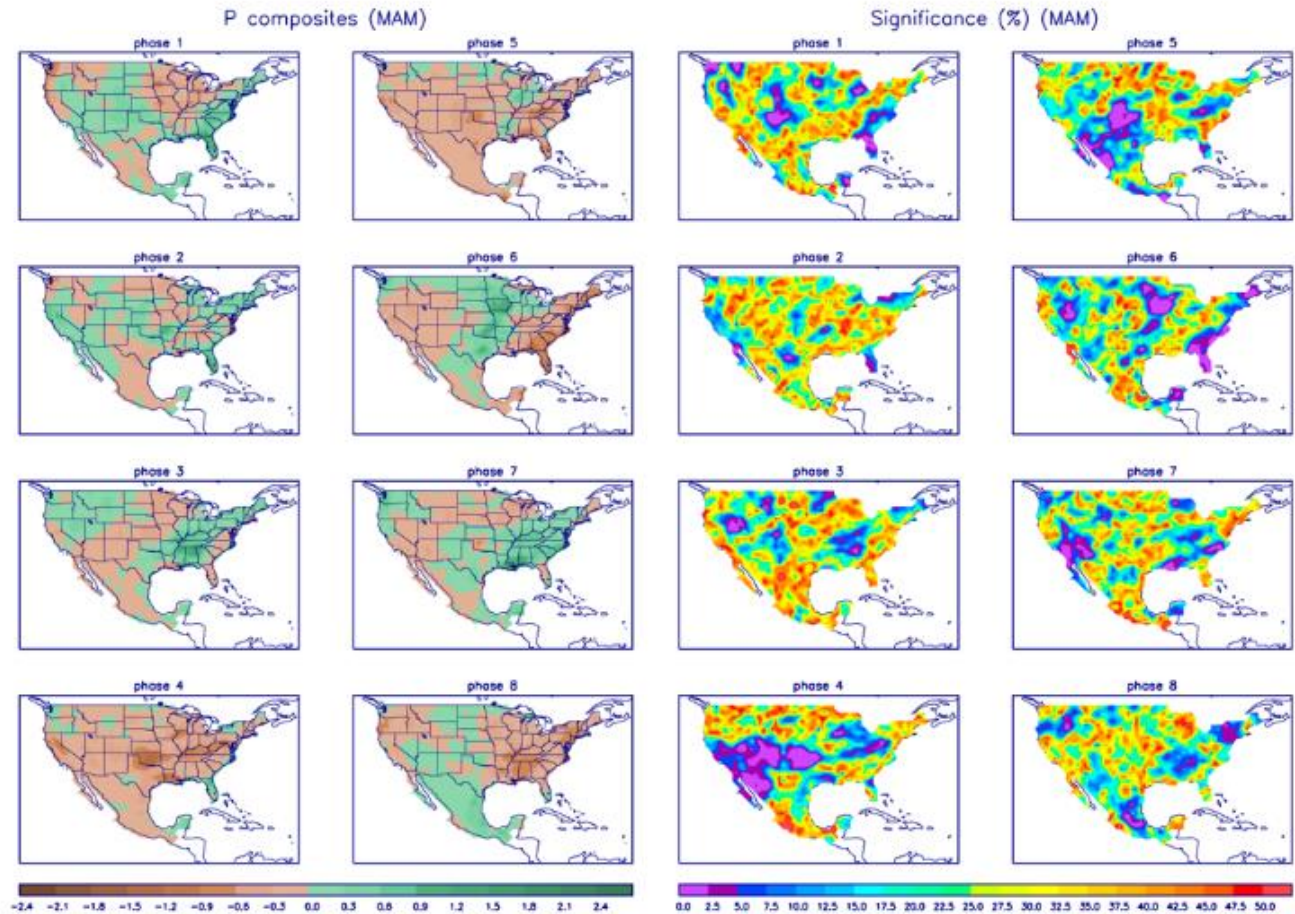 P composites (MAM) Significance (%) (MAM)
phase 1 phase 5 phase 1 phase 5
phase 2 phase 6 phase 2 phase 6
phase 3 phase 7 phase 3 phase 7
phase 4 phase 8 phase 4 phase 8
-2.4 -2.1 -1.8 -1.5 -1.2 -0.9 -0.6 -0.3 0.0 0.3 0.6 0.9 1.2 1.5 1.8 2.1 2.4 0.0 2.5 5.0 7.5 10.0 12.5 15.0 17.5 20.0 22.5 25.0 27.5 30.0 32.5 35.0 37.5 40.0 42.5 45.0 47.5 50.0